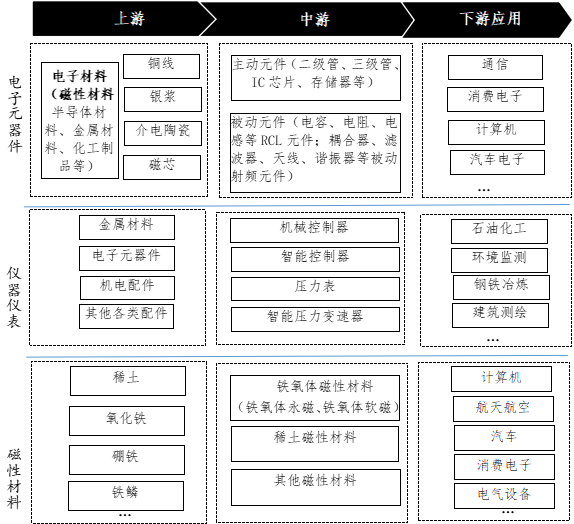 上游
中游
下游应用
电子元器件
电子材料
（磁性材料
半导体材
料、金属材
料、化工制
品等）
铜线
银浆
介电陶瓷
磁芯
主动元件（二级管、三级管、
IC 芯片、存储器等）
被动元件（电容、电阻、电
感等 RCL 元件；耦合器、滤
波器、天线、谐振器等被动
射频元件）
通信
消费电子
计算机
汽车电子
...
仪器仪表
金属材料
电子元器件
机电配件
其他各类配件
机械控制器
智能控制器
压力表
智能压力变速器
石油化工
环境监测
钢铁冶炼
建筑测绘
...
磁性材料
稀土
氧化铁
硼铁
铁鳞
...
铁氧体磁性材料
（铁氧体永磁、铁氧体软磁）
稀土磁性材料
其他磁性材料
计算机
航天航空
汽车
消费电子
电气设备
...